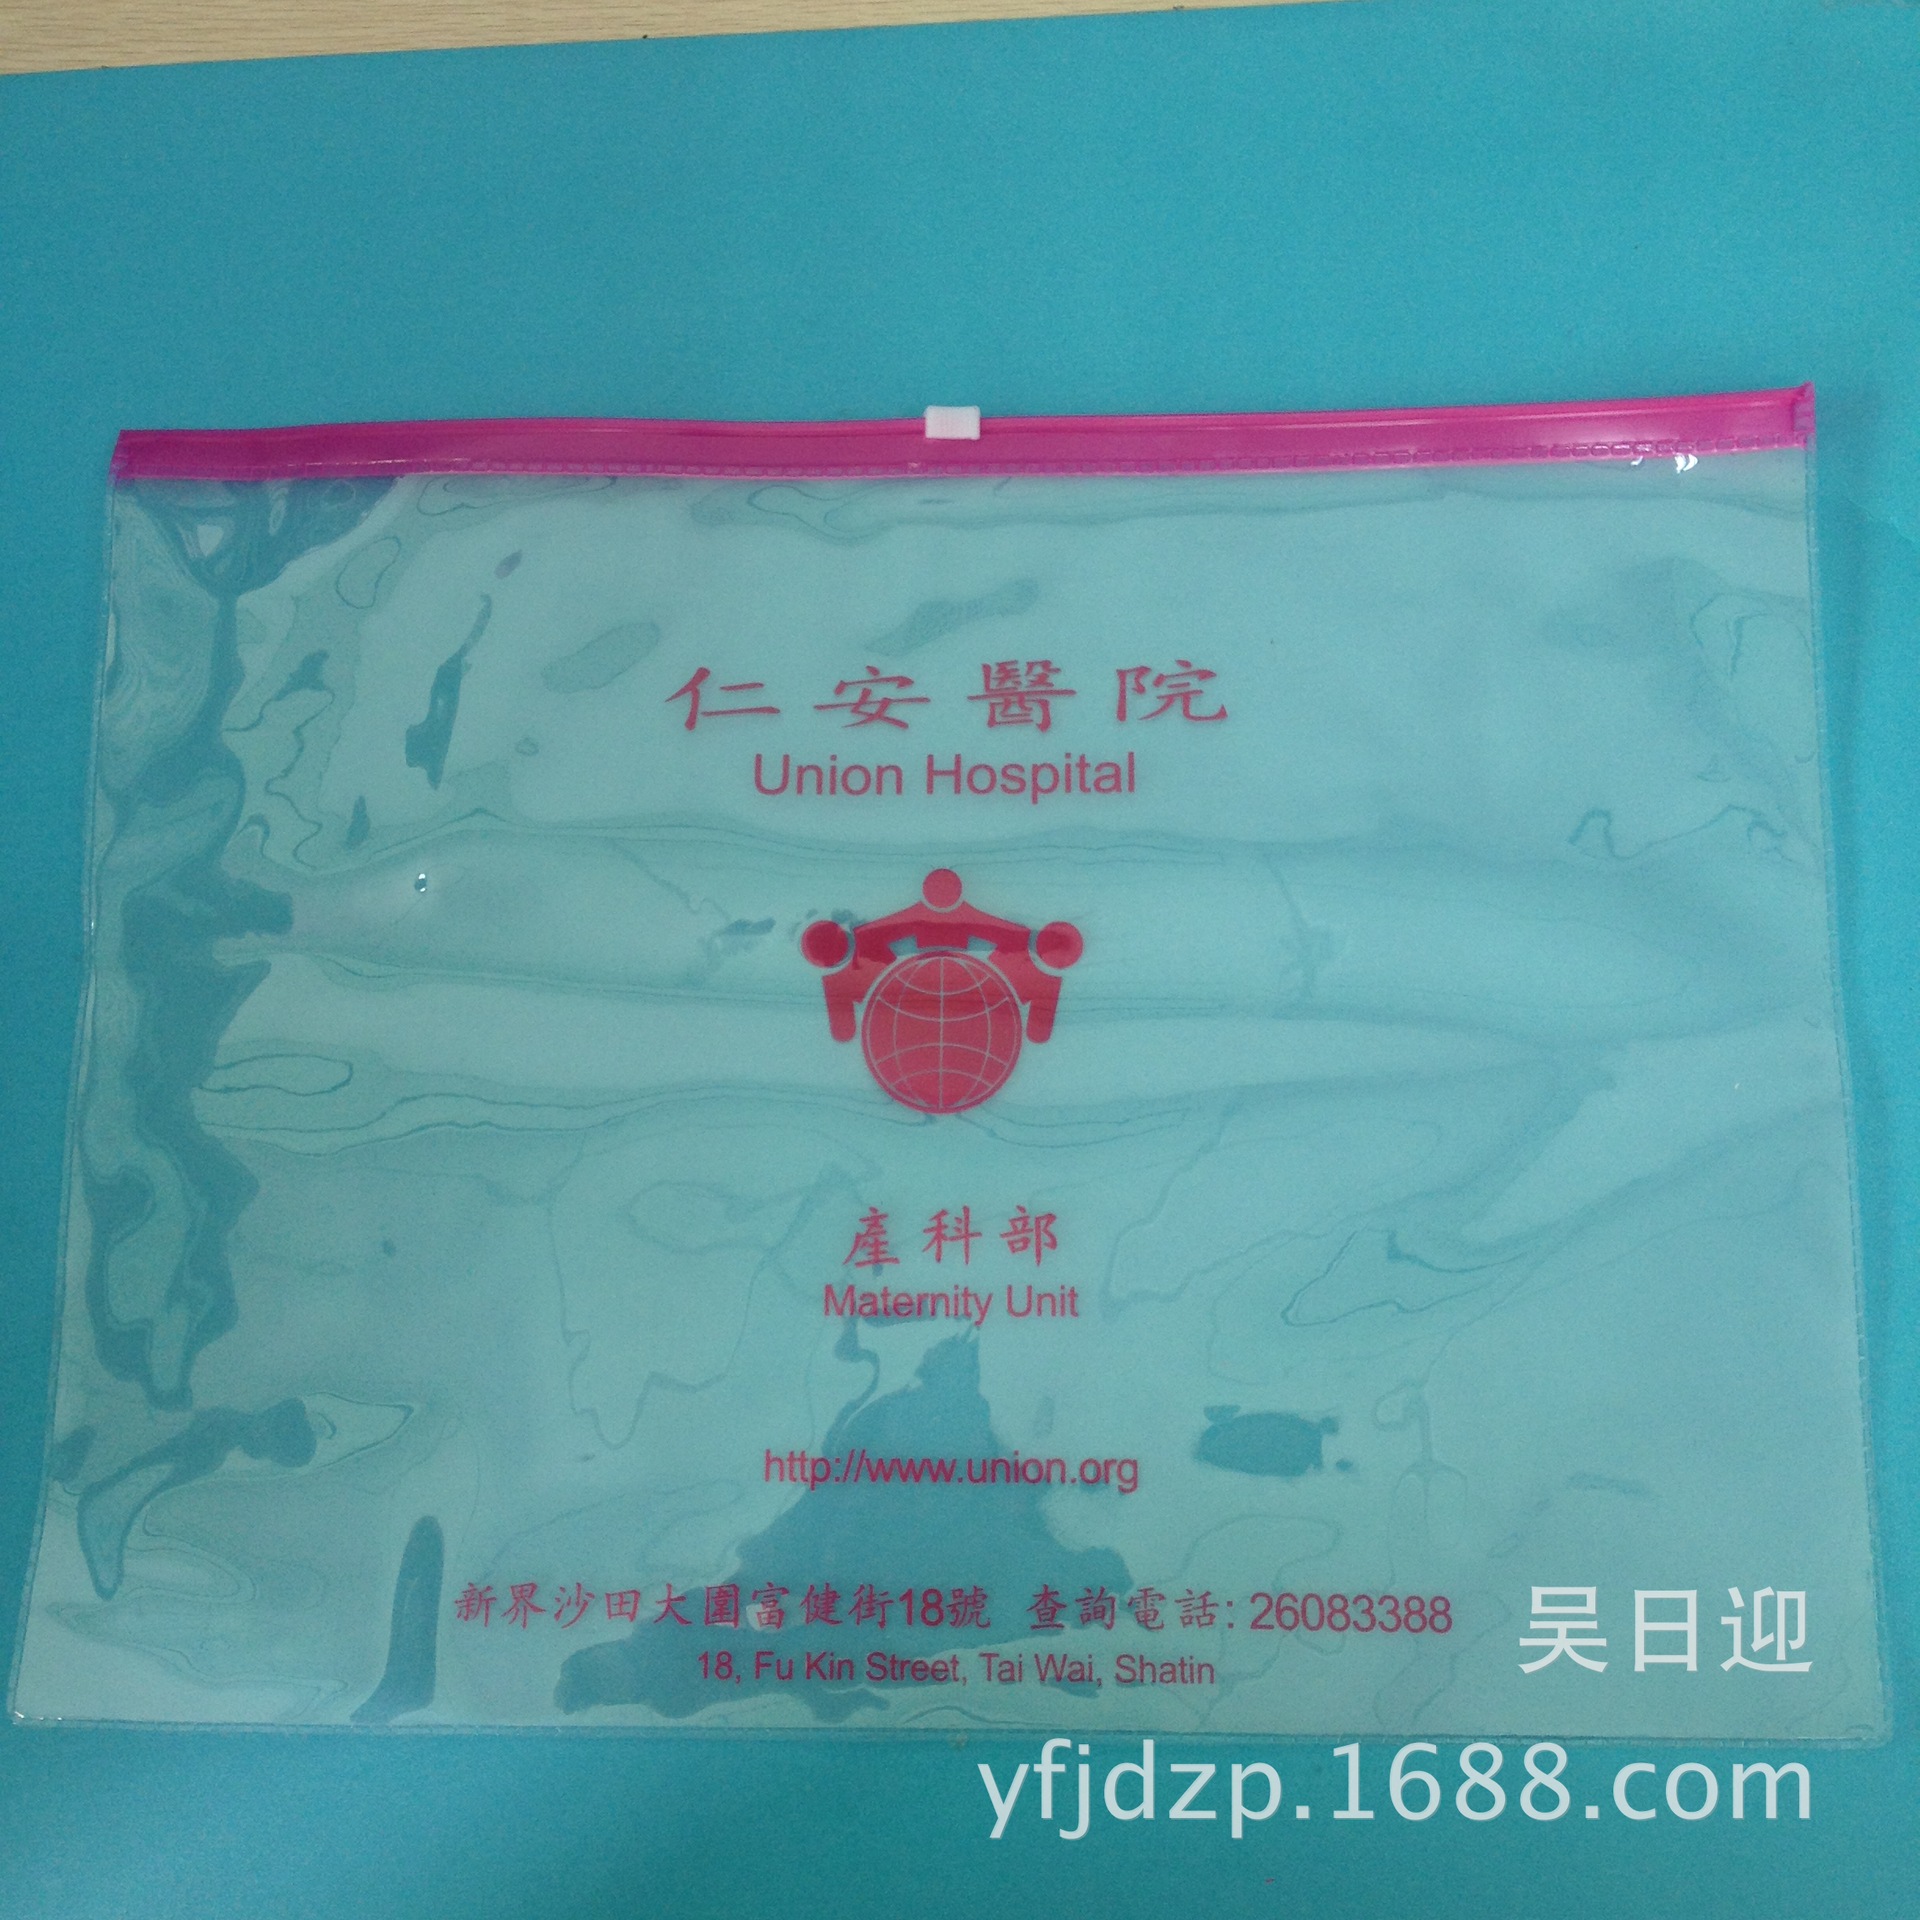 仁安醫院
Union Hospital
產科部
Maternity Unit
http://www.union.org
新界沙田大圍富健街18號 查詢電話: 26083388
18, Fu Kin Street, Tai Wai, Shatin
吴日迎
yfjdzp.1688.com